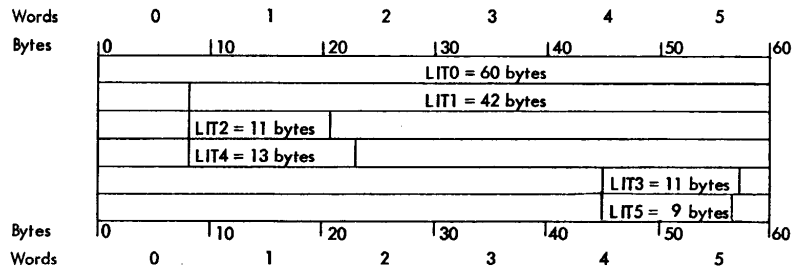 Words 0 1 2 3 4 5
Bytes 0 10 20 30 40 50 60
LIT0 = 60 bytes
LIT1 = 42 bytes
LIT2 = 11 bytes
LIT4 = 13 bytes
LIT3 = 11 bytes
LIT5 = 9 bytes
Bytes 0 10 20 30 40 50 60
Words 0 1 2 3 4 5